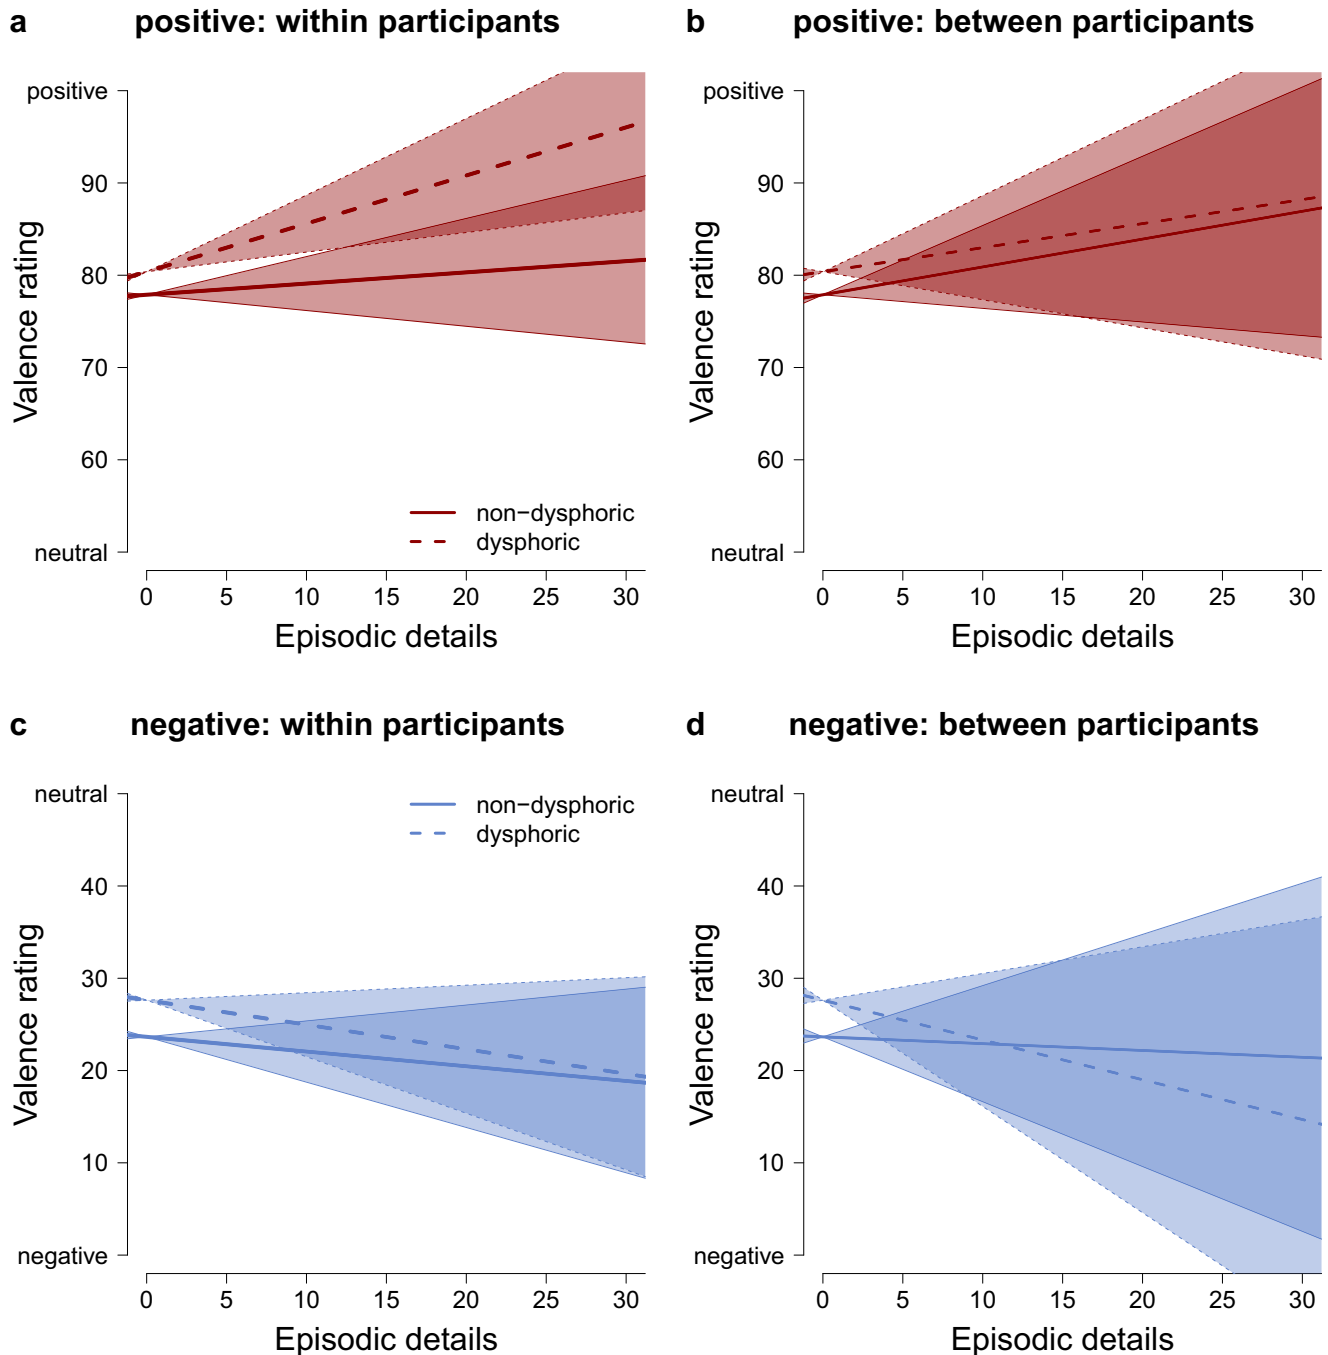 a positive: within participants
positive
90
80
70
60
neutral
Valence rating
non−dysphoric
dysphoric
0 5 10 15 20 25 30
Episodic details
b positive: between participants
positive
90
80
70
60
neutral
Valence rating
0 5 10 15 20 25 30
Episodic details
c negative: within participants
neutral
40
30
20
10
negative
Valence rating
non−dysphoric
dysphoric
0 5 10 15 20 25 30
Episodic details
d negative: between participants
neutral
40
30
20
10
negative
Valence rating
0 5 10 15 20 25 30
Episodic details